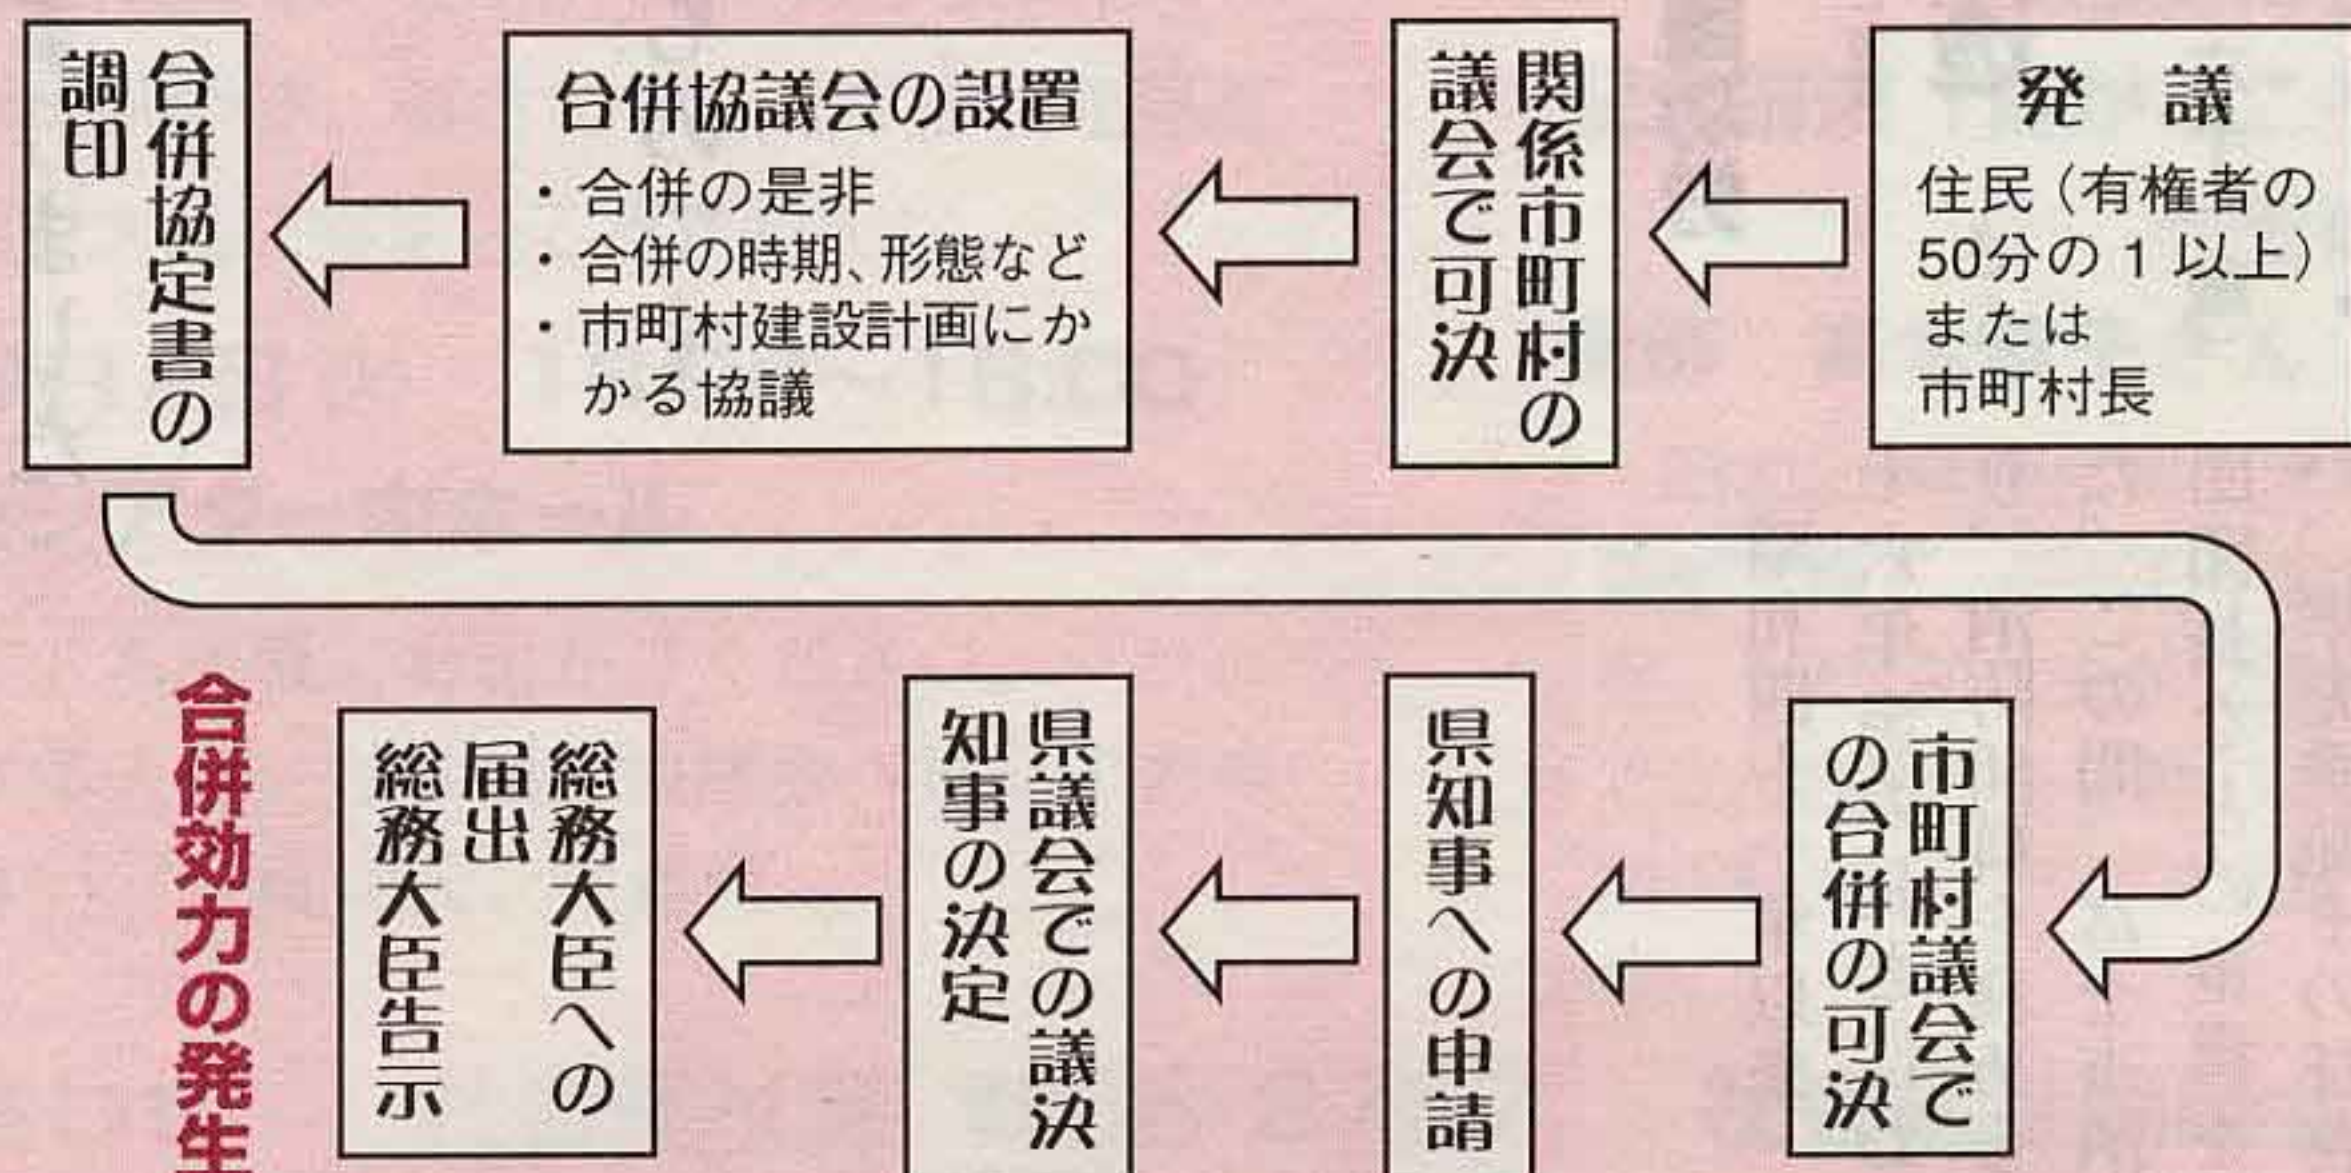 発 議
住民（有権者の
50分の1以上）
または
市町村長
関係市町村の
議会で可決
合併協議会の設置
・合併の是非
・合併の時期、形態など
・市町村建設計画にか
かる協議
合併協定書の
調印
市町村議会で
の合併の可決
県知事への申請
県議会での議決
知事の決定
総務大臣への
届出
総務大臣告示
合併効力の発生